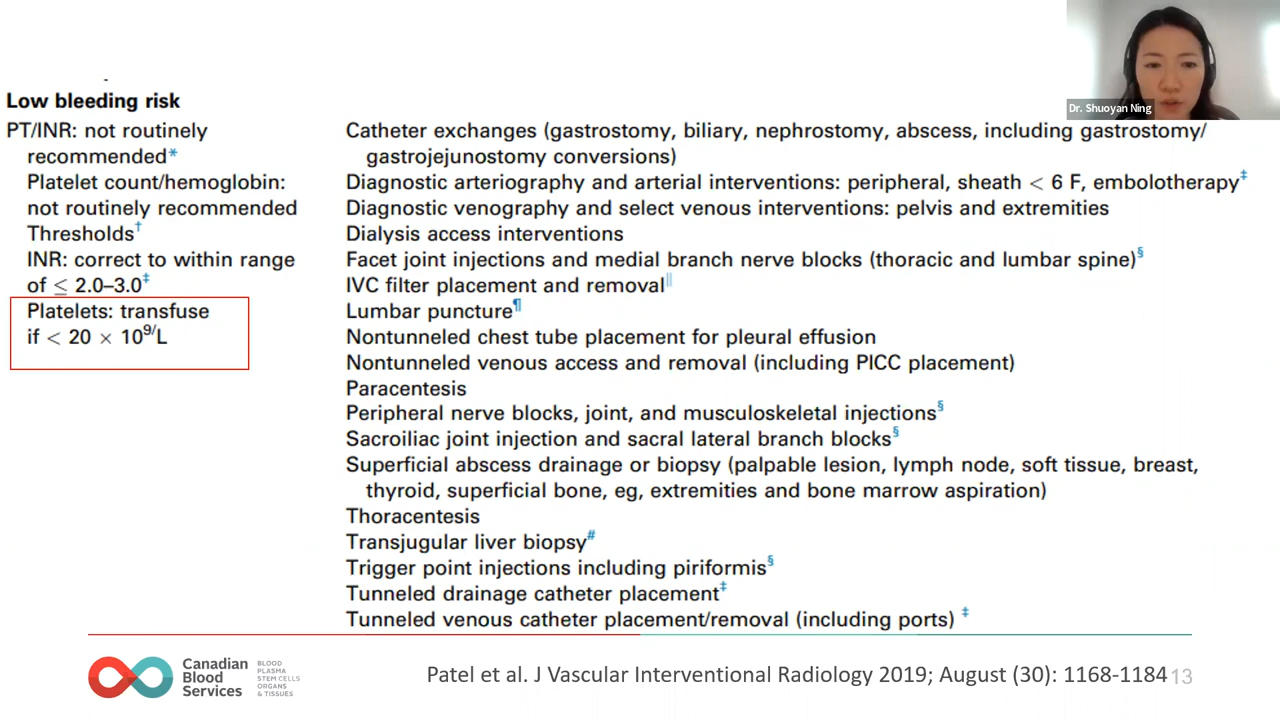 Dr. Shuoyan Ning
Low bleeding risk
PT/INR: not routinely
recommended*
Platelet count/hemoglobin:
not routinely recommended
Thresholds†
INR: correct to within range
of ≤ 2.0–3.0‡
Platelets: transfuse
if < 20 × 10⁹/L
Catheter exchanges (gastrostomy, biliary, nephrostomy, abscess, including gastrostomy/
gastrojejunostomy conversions)
Diagnostic arteriography and arterial interventions: peripheral, sheath < 6 F, embolotherapy‡
Diagnostic venography and select venous interventions: pelvis and extremities
Dialysis access interventions
Facet joint injections and medial branch nerve blocks (thoracic and lumbar spine)§
IVC filter placement and removal‖
Lumbar puncture¶
Nontunneled chest tube placement for pleural effusion
Nontunneled venous access and removal (including PICC placement)
Paracentesis
Peripheral nerve blocks, joint, and musculoskeletal injections§
Sacroiliac joint injection and sacral lateral branch blocks§
Superficial abscess drainage or biopsy (palpable lesion, lymph node, soft tissue, breast,
thyroid, superficial bone, eg, extremities and bone marrow aspiration)
Thoracentesis
Transjugular liver biopsy#
Trigger point injections including piriformis§
Tunneled drainage catheter placement‡
Tunneled venous catheter placement/removal (including ports) ‡
Canadian
Blood
Services
BLOOD
PLASMA
STEM CELLS
ORGANS
& TISSUES
Patel et al. J Vascular Interventional Radiology 2019; August (30): 1168-1184
13